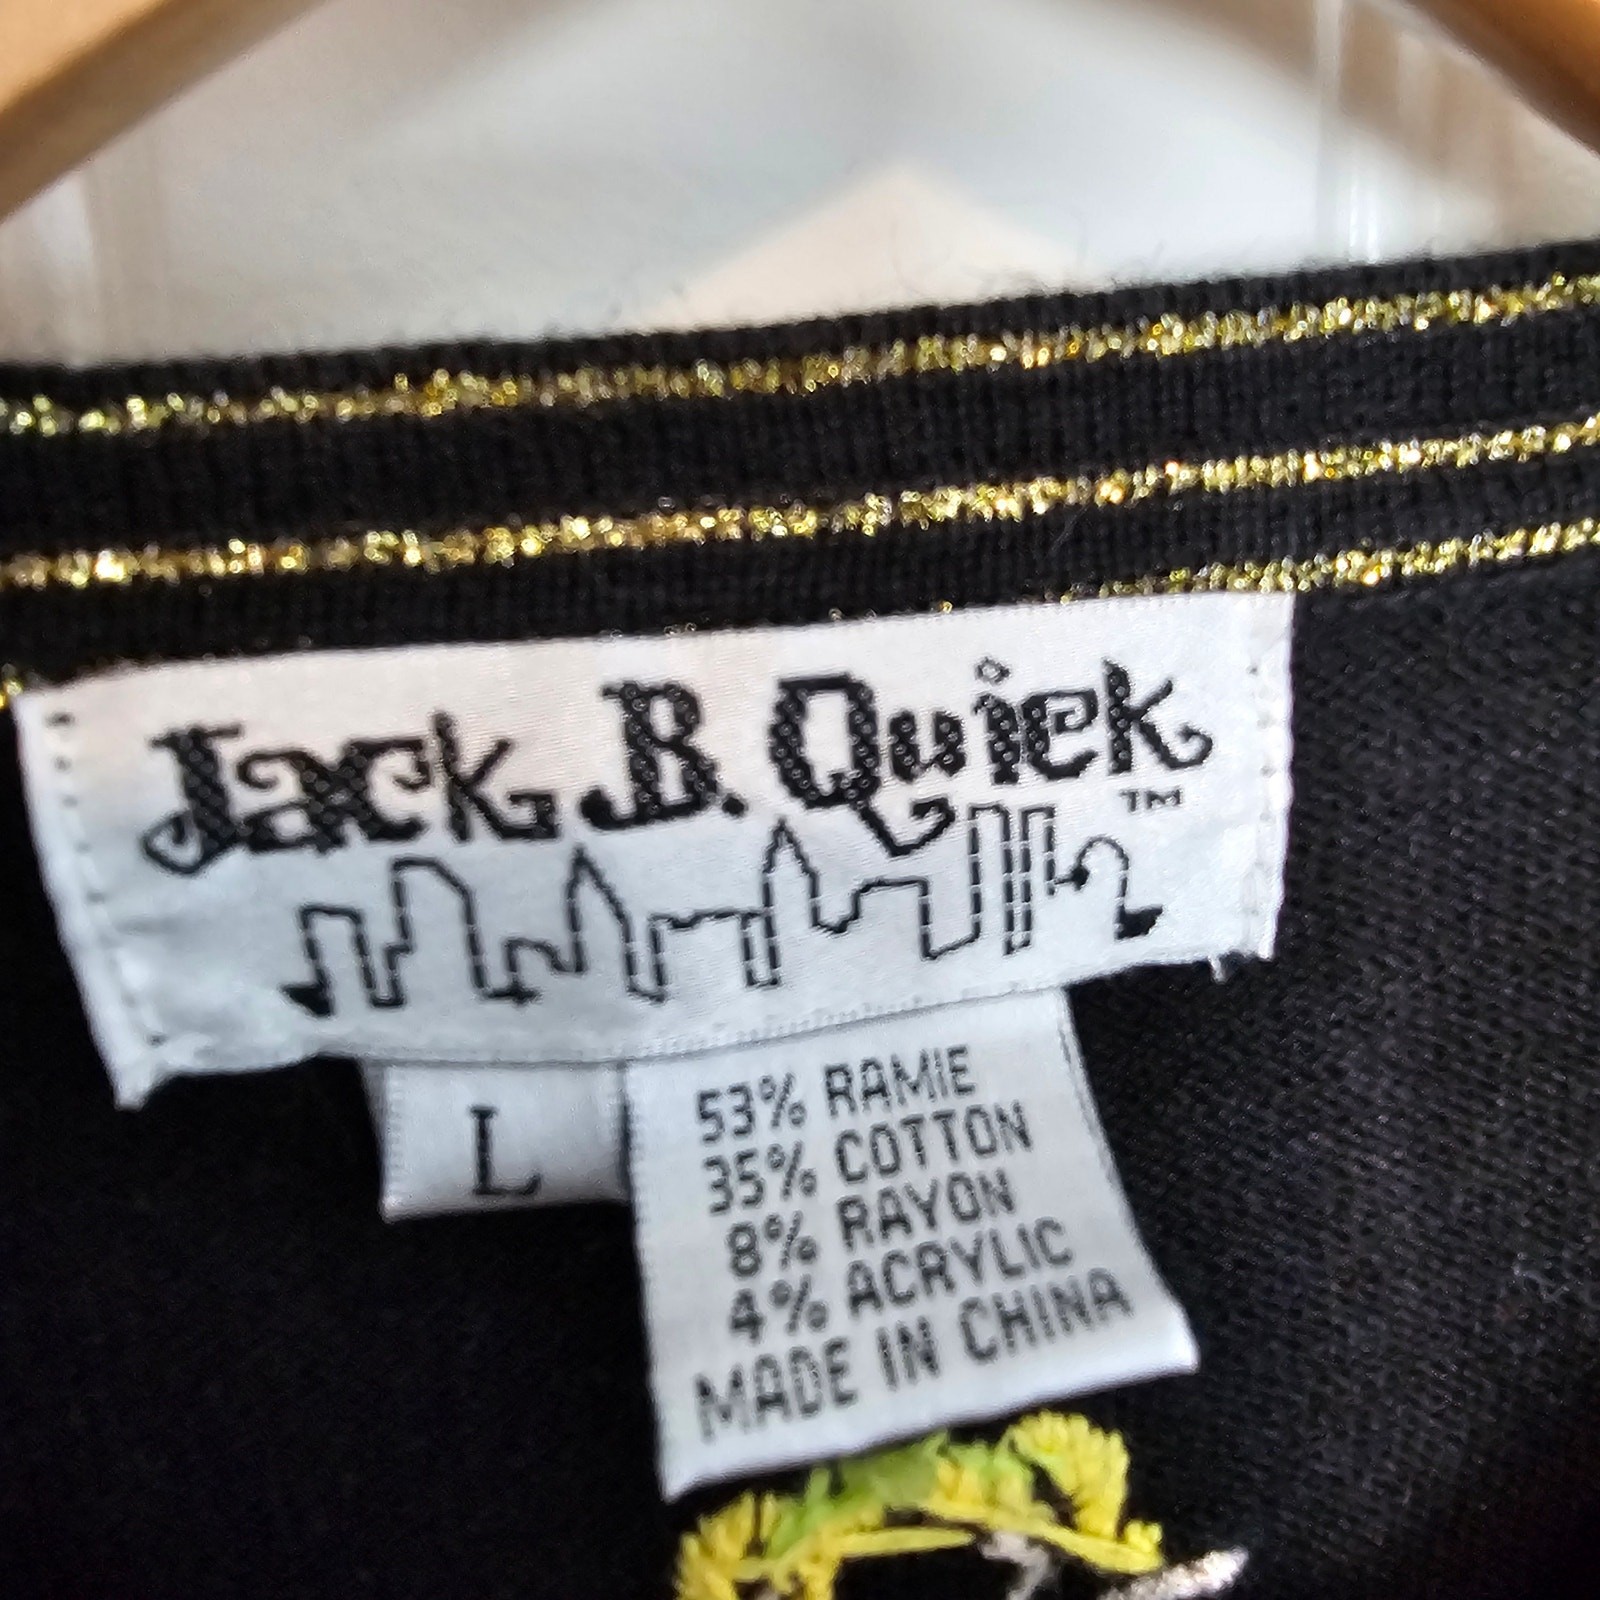 Jack B. Quick
TM
L
53% RAMIE
35% COTTON
8% RAYON
4% ACRYLIC
MADE IN CHINA